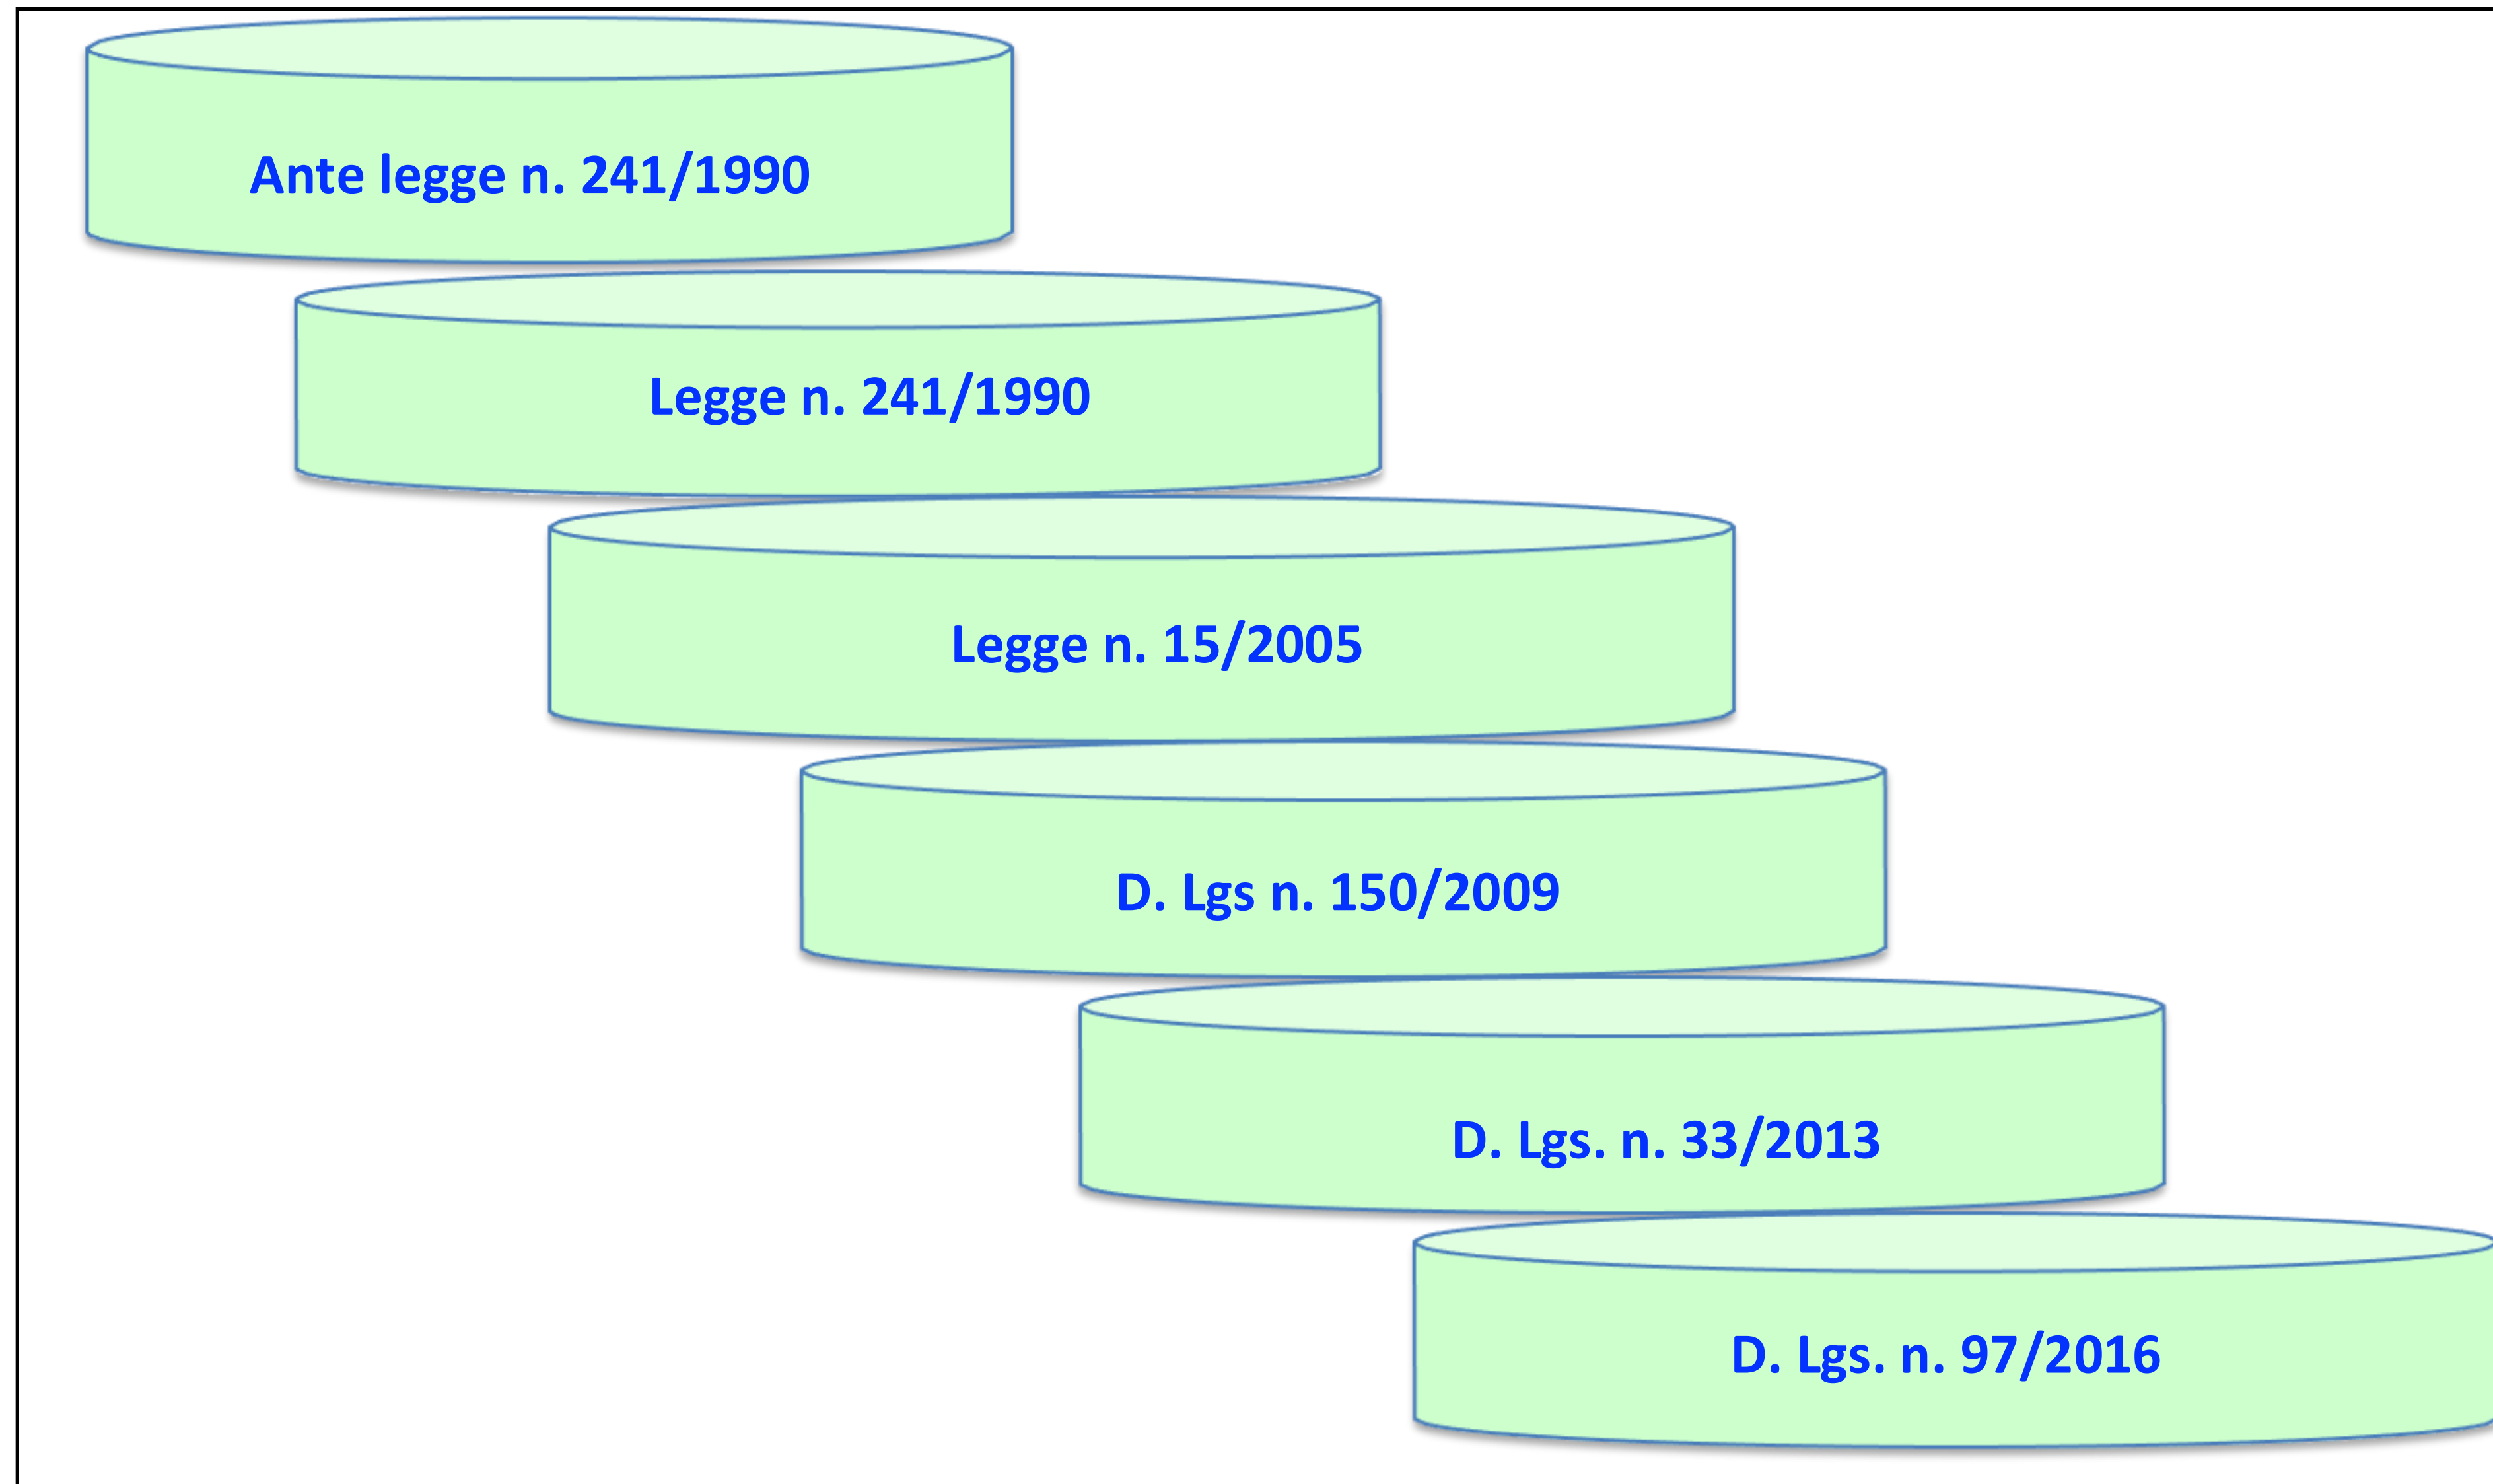 Ante legge n. 241/1990
Legge n. 241/1990
Legge n. 15/2005
D. Lgs n. 150/2009
D. Lgs. n. 33/2013
D. Lgs. n. 97/2016